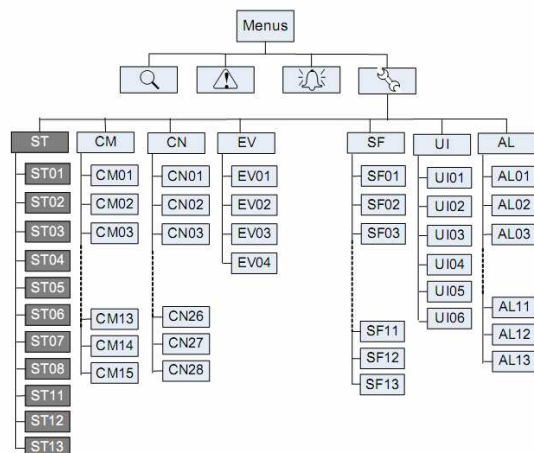 Menus
ST CM CN EV SF UI AL
ST01 CM01 CN01 EV01 SF01 UI01 AL01
ST02 CM02 CN02 EV02 SF02 UI02 AL02
ST03 CM03 CN03 EV03 SF03 UI03 AL03
ST04 EV04 UI04
ST05 UI05 AL11
ST06 CM13 CN26 SF11 UI06 AL12
ST07 CM14 CN27 SF12 AL13
ST08 CM15 CN28 SF13
ST11
ST12
ST13